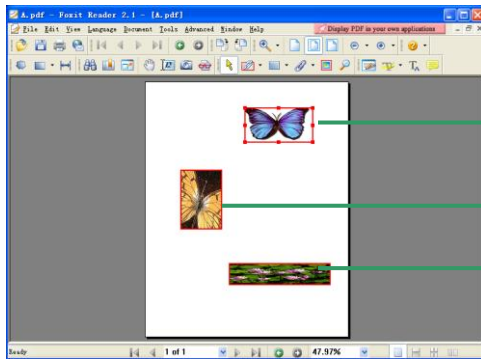 A.pdf - Foxit Reader 2.1 - [A.pdf]
File Edit View Language Document Tools Advanced Window Help
Display PDF in your own applications
Ready
1 of 1
47.97%